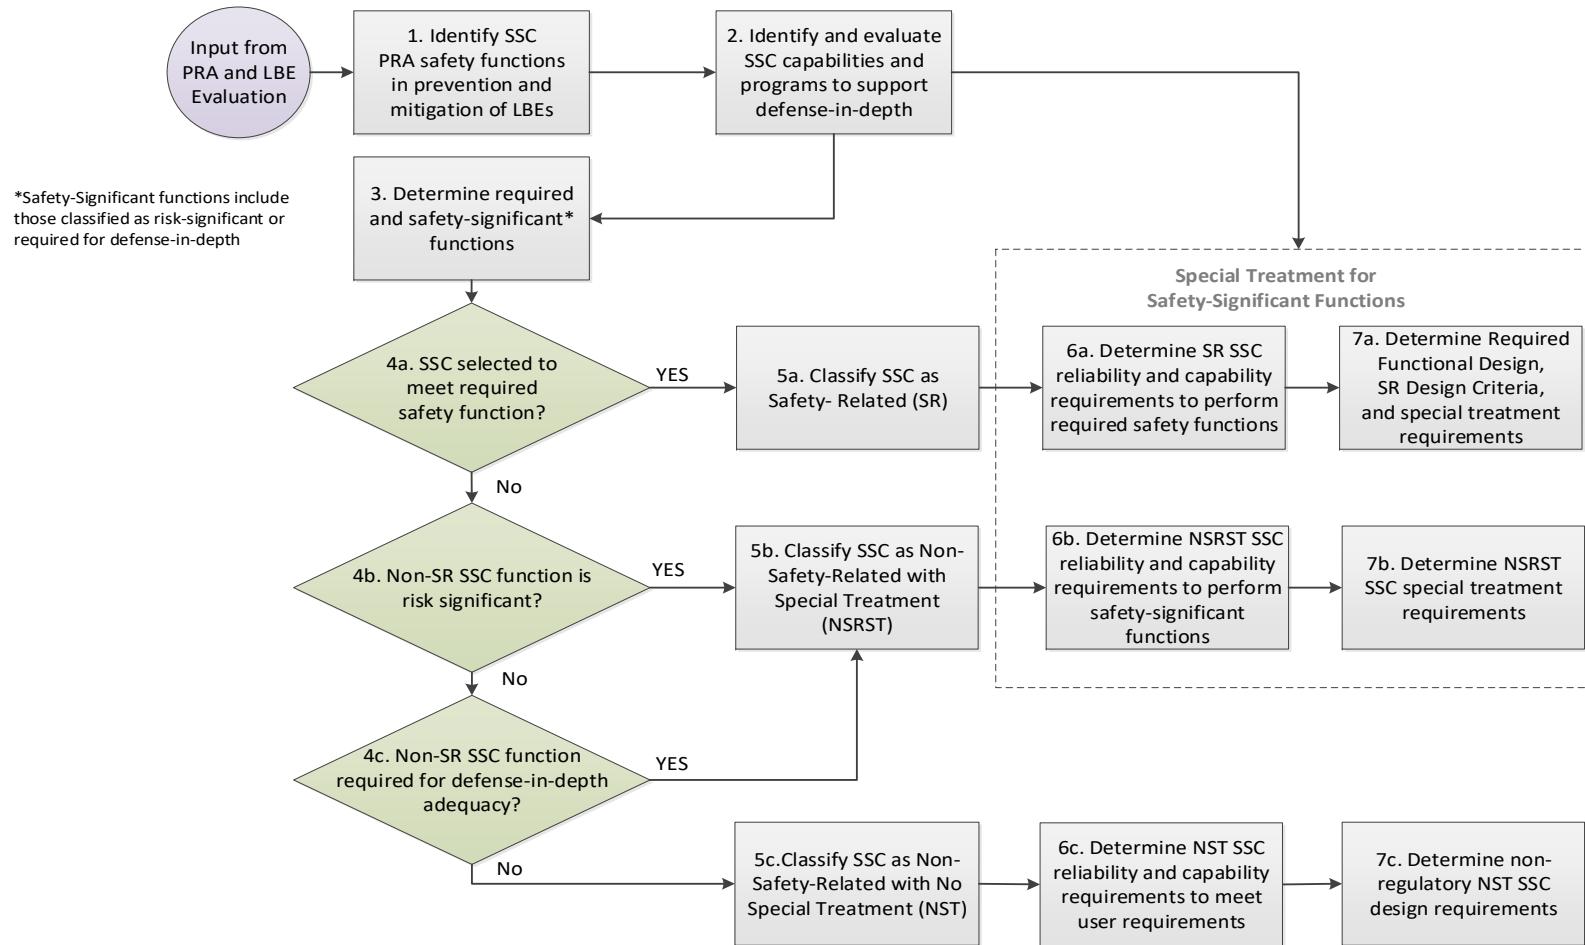 Input from
PRA and LBE
Evaluation
1. Identify SSC
PRA safety functions
in prevention and
mitigation of LBEs
2. Identify and evaluate
SSC capabilities and
programs to support
defense-in-depth
*Safety-Significant functions include
those classified as risk-significant or
required for defense-in-depth
3. Determine required
and safety-significant*
functions
Special Treatment for
Safety-Significant Functions
4a. SSC selected to
meet required
safety function?
YES
5a. Classify SSC as
Safety- Related (SR)
6a. Determine SR SSC
reliability and capability
requirements to perform
required safety functions
7a. Determine Required
Functional Design,
SR Design Criteria,
and special treatment
requirements
No
4b. Non-SR SSC function is
risk significant?
YES
5b. Classify SSC as Non-
Safety-Related with
Special Treatment
(NSRST)
6b. Determine NSRST SSC
reliability and capability
requirements to perform
safety-significant
functions
7b. Determine NSRST
SSC special treatment
requirements
No
4c. Non-SR SSC function
required for defense-in-depth
adequacy?
YES
No
5c.Classify SSC as Non-
Safety-Related with No
Special Treatment (NST)
6c. Determine NST SSC
reliability and capability
requirements to meet
user requirements
7c. Determine non-
regulatory NST SSC
design requirements